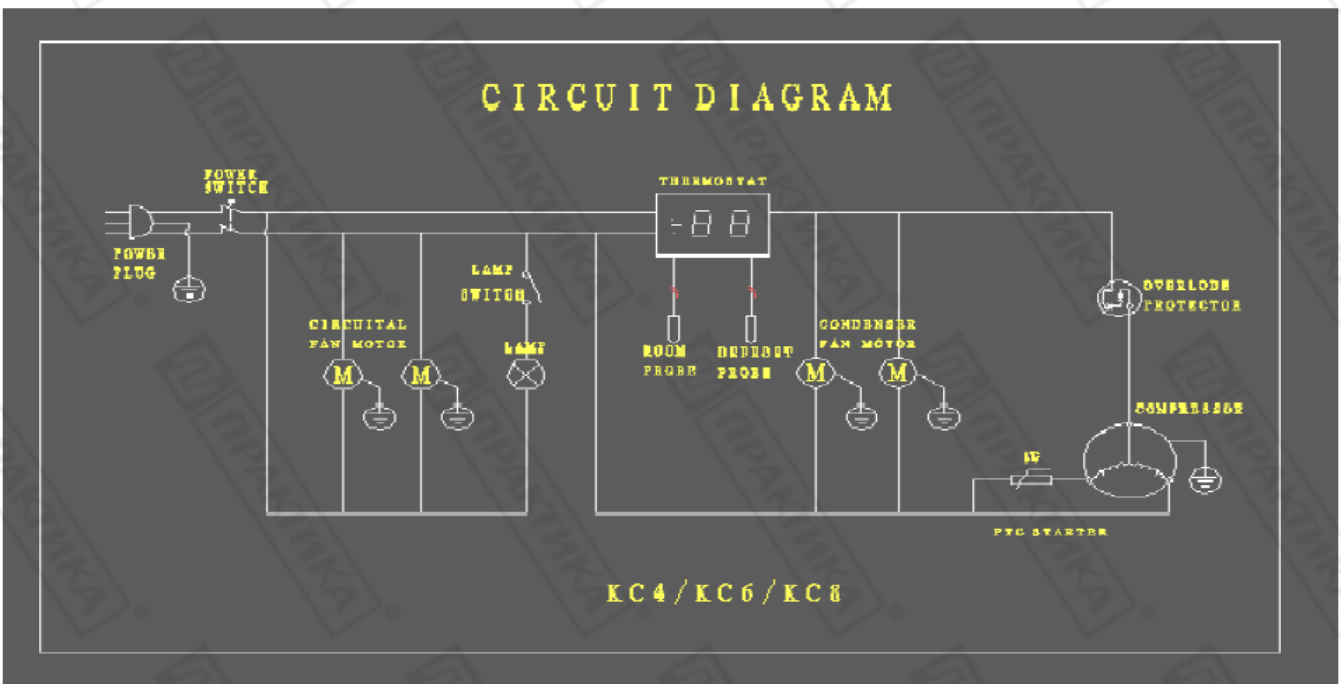 CIRCUIT DIAGRAM
POWER
SWITCH
THERMOSTAT
POWER
PLUG
LAMP
SWITCH
OVERLODE
PROTECTOR
CIRCUITAL
FAN MOTOR
CONDENSER
FAN MOTOR
LAMP
ROOM
PROBE
DEFROST
PROBE
M
M
M
M
COMPRESSOR
PTC STARTER
KC4/KC6/KC8
ПРАКТИКА